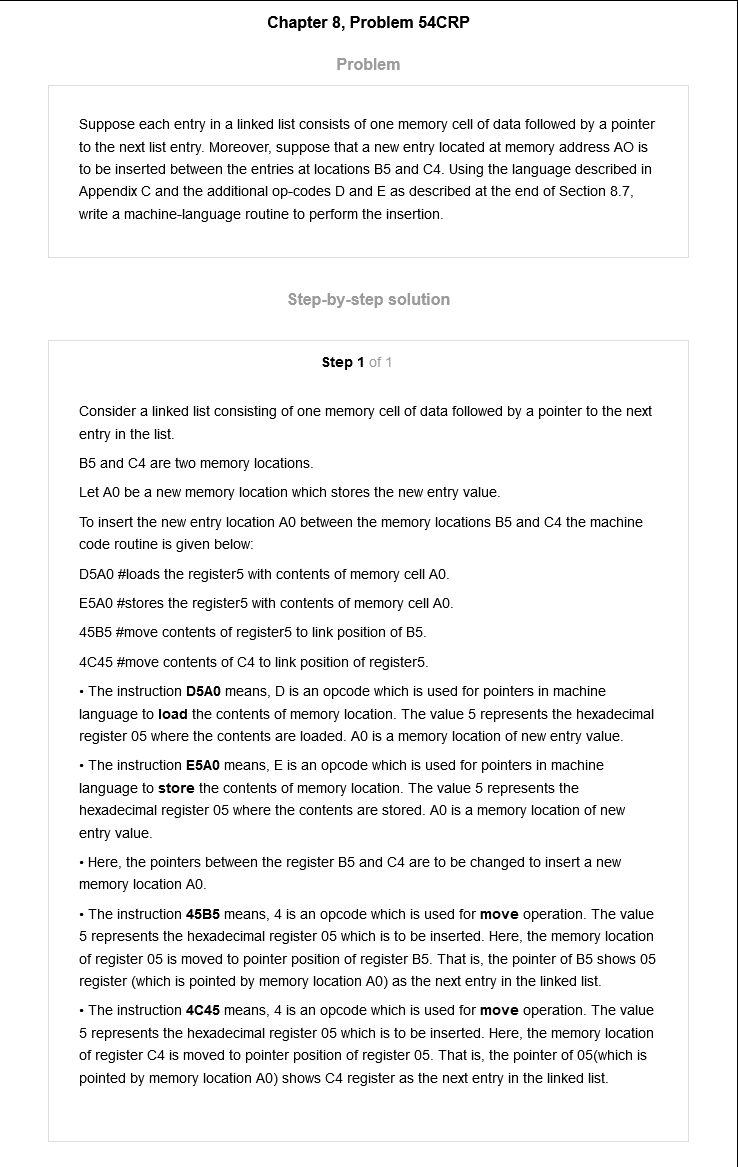 Chapter 8, Problem 54CRP
Problem
Suppose each entry in a linked list consists of one memory cell of data followed by a pointer
to the next list entry. Moreover, suppose that a new entry located at memory address AO is
to be inserted between the entries at locations B5 and C4. Using the language described in
Appendix C and the additional op-codes D and E as described at the end of Section 8.7,
write a machine-language routine to perform the insertion.
Step-by-step solution
Step 1 of 1
Consider a linked list consisting of one memory cell of data followed by a pointer to the next
entry in the list.
B5 and C4 are two memory locations.
Let A0 be a new memory location which stores the new entry value.
To insert the new entry location A0 between the memory locations B5 and C4 the machine
code routine is given below:
D5A0 #loads the register5 with contents of memory cell A0.
E5A0 #stores the register5 with contents of memory cell A0.
45B5 #move contents of register5 to link position of B5.
4C45 #move contents of C4 to link position of register5.
• The instruction D5A0 means, D is an opcode which is used for pointers in machine
language to load the contents of memory location. The value 5 represents the hexadecimal
register 05 where the contents are loaded. A0 is a memory location of new entry value.
• The instruction E5A0 means, E is an opcode which is used for pointers in machine
language to store the contents of memory location. The value 5 represents the
hexadecimal register 05 where the contents are stored. A0 is a memory location of new
entry value.
• Here, the pointers between the register B5 and C4 are to be changed to insert a new
memory location A0.
• The instruction 45B5 means, 4 is an opcode which is used for move operation. The value
5 represents the hexadecimal register 05 which is to be inserted. Here, the memory location
of register 05 is moved to pointer position of register B5. That is, the pointer of B5 shows 05
register (which is pointed by memory location A0) as the next entry in the linked list.
• The instruction 4C45 means, 4 is an opcode which is used for move operation. The value
5 represents the hexadecimal register 05 which is to be inserted. Here, the memory location
of register C4 is moved to pointer position of register 05. That is, the pointer of 05(which is
pointed by memory location A0) shows C4 register as the next entry in the linked list.